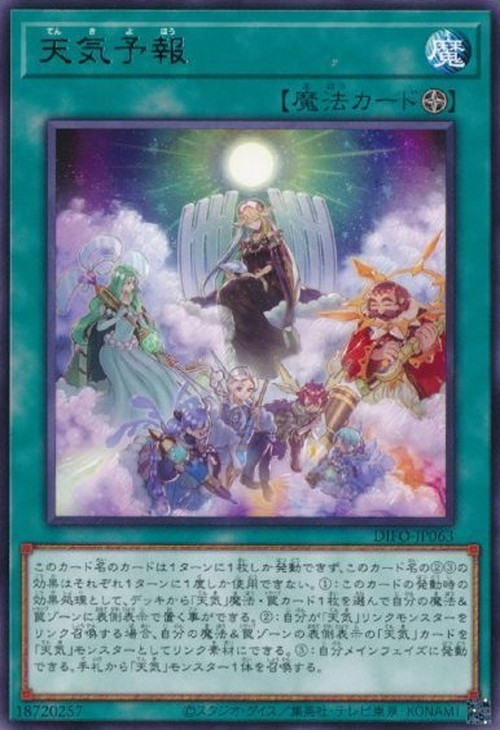 てんきよほう
天気予報
魔
【魔法カード】
DIFO-JP063
このカード名のカードは1ターンに1枚しか発動できず、このカード名の②③の
効果はそれぞれ1ターンに1度しか使用できない。①:このカードの発動時の
効果処理として、デッキから「天気」魔法・罠カード1枚を選んで自分の魔法&
罠ゾーンに表側表示で置く事ができる。②:自分が「天気」リンクモンスターを
リンク召喚する場合、自分の魔法&罠ゾーンの表側表示の「天気」カードを
「天気」モンスターとしてリンク素材にできる。③:自分メインフェイズに発動
できる。手札から「天気」モンスター1体を召喚する。
18720257
©スタジオ・ダイス/集英社・テレビ東京・KONAMI